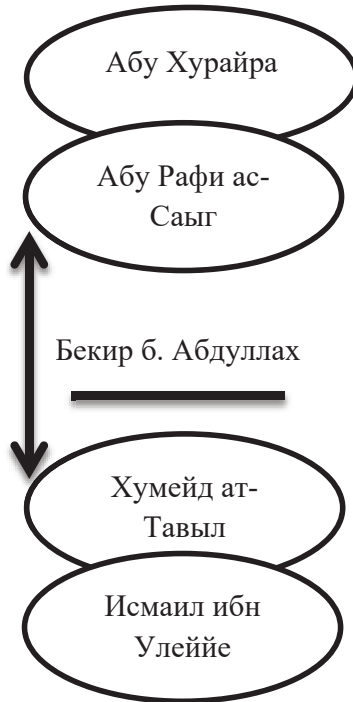 Абу Хурайра
Абу Рафи ас-
Саыг
Бекир б. Абдуллах
Хумейд ат-
Тавыл
Исмаил ибн
Улеййе